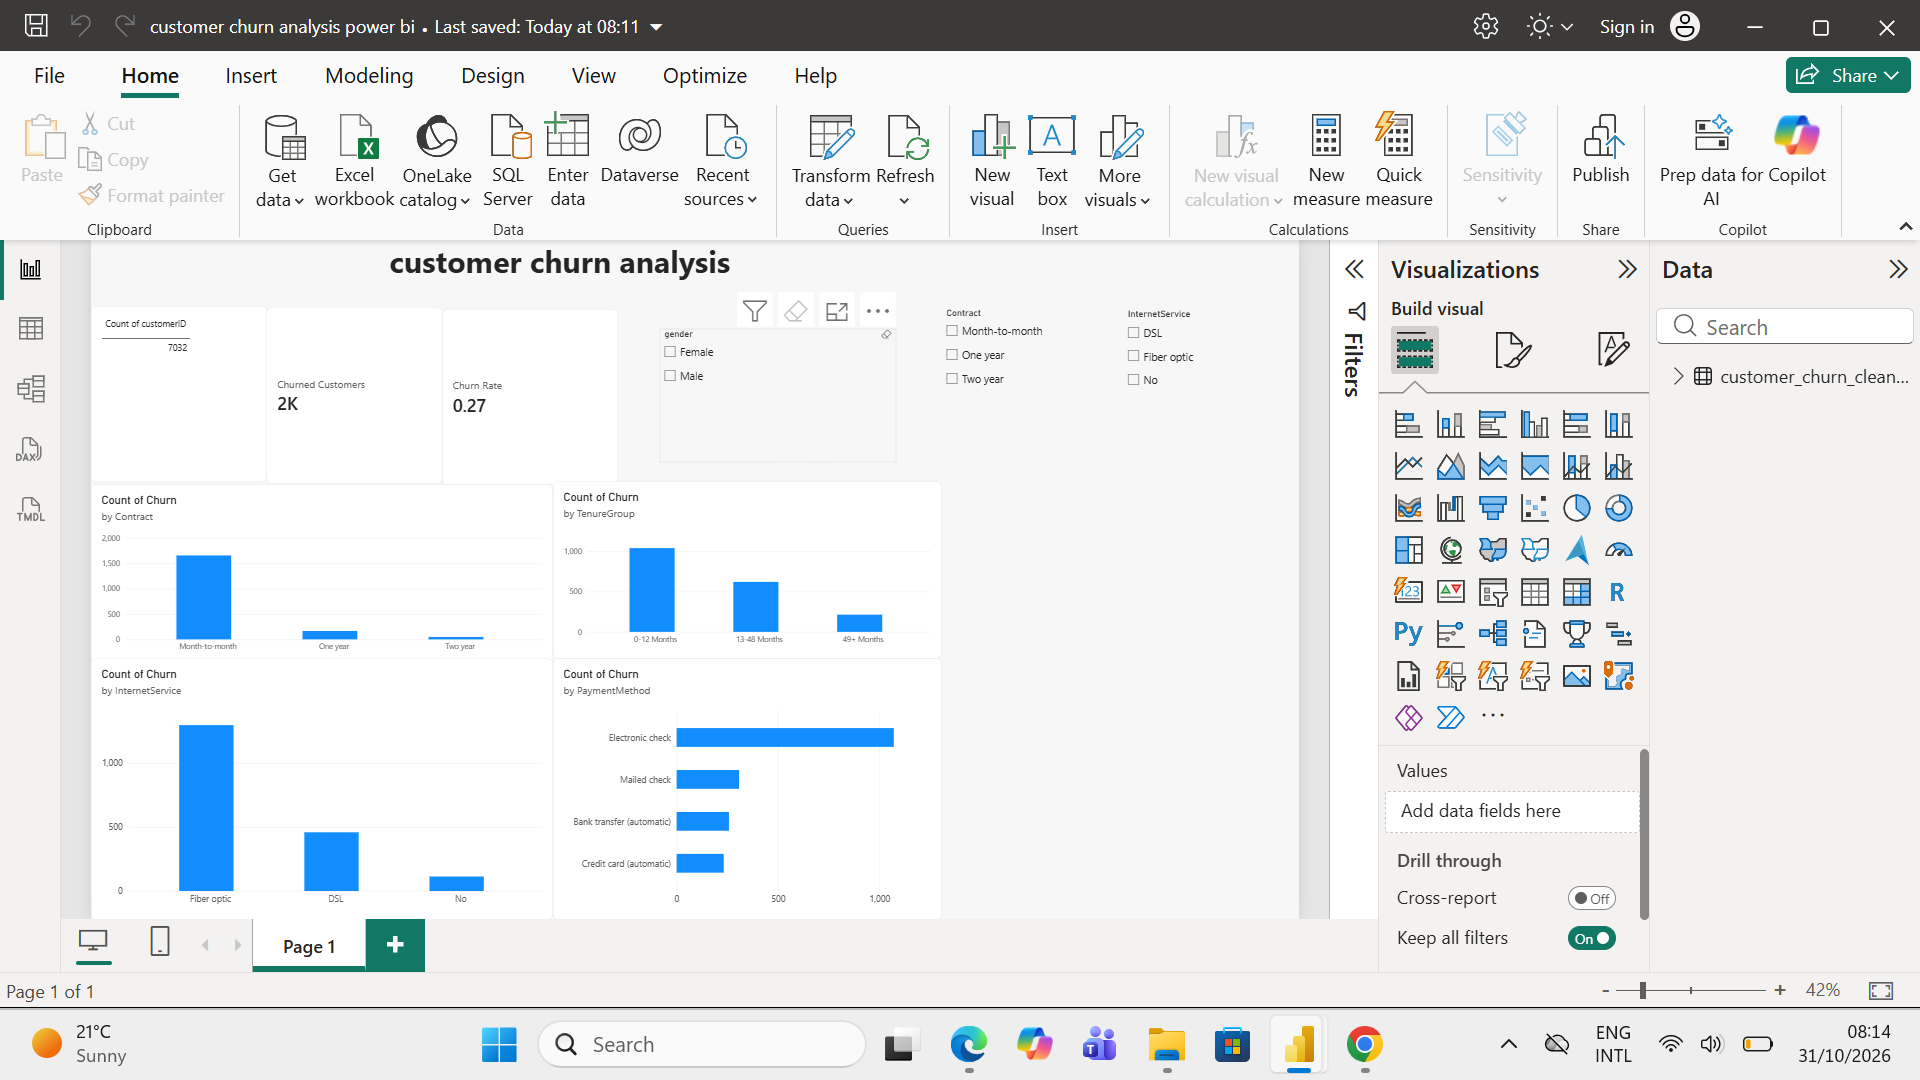 customer churn analysis power bi • Last saved: Today at 08:11
Sign in
File
Home
Insert
Modeling
Design
View
Optimize
Help
Share
Paste
Cut
Copy
Format painter
Clipboard
Get data
Excel workbook
OneLake catalog
SQL Server
Enter data
Dataverse
Recent sources
Data
Transform data
Refresh
Queries
New visual
Text box
More visuals
Insert
New visual calculation
New measure
Quick measure
Calculations
Sensitivity
Sensitivity
Publish
Share
Prep data for AI
Copilot
Copilot
DAX
TMDL
customer churn analysis
Count of customerID
7032
Churned Customers
2K
Churn Rate
0.27
gender
Female
Male
Contract
Month-to-month
One year
Two year
InternetService
DSL
Fiber optic
No
Count of Churn
by Contract
2,000
1,500
1,000
500
0
Month-to-month
One year
Two year
Count of Churn
by TenureGroup
1,000
500
0
0-12 Months
13-48 Months
49+ Months
Count of Churn
by InternetService
1,000
500
0
Fiber optic
DSL
No
Count of Churn
by PaymentMethod
Electronic check
Mailed check
Bank transfer (automatic)
Credit card (automatic)
0
500
1,000
Filters
Visualizations
Build visual
123
R
Py
Values
Add data fields here
Drill through
Cross-report
Off
Keep all filters
On
Data
Search
customer_churn_clean...
Page 1
Page 1 of 1
- + 42%
21°C
Sunny
Search
ENG
INTL
08:14
31/10/2026